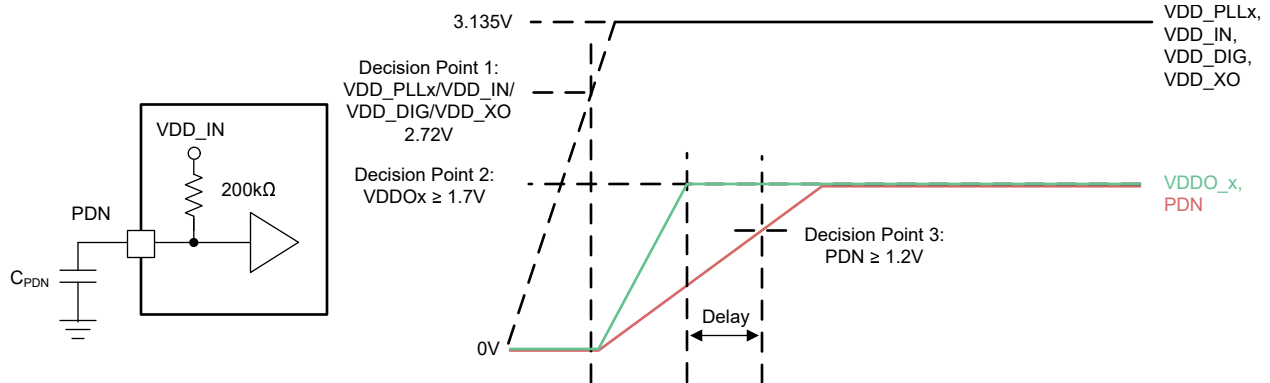 VDD_IN
200kΩ
PDN
CPDN
3.135V
Decision Point 1:
VDD_PLLx/VDD_IN/
VDD_DIG/VDD_XO
2.72V
Decision Point 2:
VDDOx ≥ 1.7V
0V
Delay
Decision Point 3:
PDN ≥ 1.2V
VDD_PLLx,
VDD_IN,
VDD_DIG,
VDD_XO
VDDO_x,
PDN